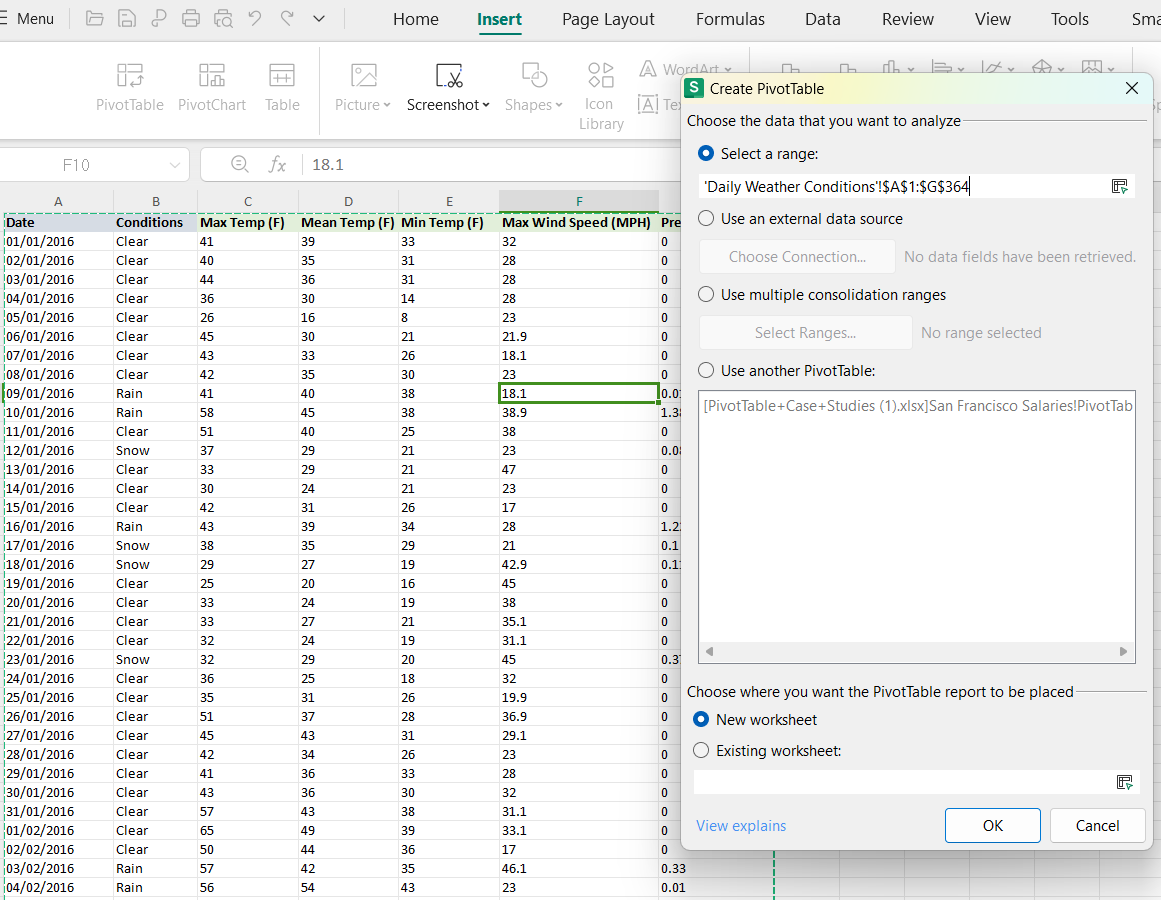 Menu Home Insert Page Layout Formulas Data Review View Tools Sma
PivotTable PivotChart Table Picture Screenshot Shapes Icon Library WordArt
F10 fx 18.1
A B C D E F
Date Conditions Max Temp (F) Mean Temp (F) Min Temp (F) Max Wind Speed (MPH) Pre
01/01/2016 Clear 41 39 33 32 0
02/01/2016 Clear 40 35 31 28 0
03/01/2016 Clear 44 36 31 28 0
04/01/2016 Clear 36 30 14 28 0
05/01/2016 Clear 26 16 8 23 0
06/01/2016 Clear 45 30 21 21.9 0
07/01/2016 Clear 43 33 26 18.1 0
08/01/2016 Clear 42 35 30 23 0
09/01/2016 Rain 41 40 38 18.1
10/01/2016 Rain 58 45 38 38.9
11/01/2016 Clear 51 40 25 38 0
12/01/2016 Snow 37 29 21 23
13/01/2016 Clear 33 29 21 47 0
14/01/2016 Clear 30 24 21 23 0
15/01/2016 Clear 42 31 26 17 0
16/01/2016 Rain 43 39 34 28
17/01/2016 Snow 38 35 29 21
18/01/2016 Snow 29 27 19 42.9
19/01/2016 Clear 25 20 16 45 0
20/01/2016 Clear 33 24 19 38 0
21/01/2016 Clear 33 27 21 35.1 0
22/01/2016 Clear 32 24 19 31.1 0
23/01/2016 Snow 32 29 20 45
24/01/2016 Clear 36 25 18 32 0
25/01/2016 Clear 35 31 26 19.9 0
26/01/2016 Clear 51 37 28 36.9 0
27/01/2016 Clear 45 43 31 29.1 0
28/01/2016 Clear 42 34 26 23 0
29/01/2016 Clear 41 36 33 28 0
30/01/2016 Clear 43 36 30 32 0
31/01/2016 Clear 57 43 38 31.1 0
01/02/2016 Clear 65 49 39 33.1 0
02/02/2016 Clear 50 44 36 17 0
03/02/2016 Rain 57 42 35 46.1 0.33
04/02/2016 Rain 56 54 43 23 0.01
Create PivotTable
Choose the data that you want to analyze
Select a range:
'Daily Weather Conditions'!$A$1:$G$364
Use an external data source
Choose Connection... No data fields have been retrieved.
Use multiple consolidation ranges
Select Ranges... No range selected
Use another PivotTable:
[PivotTable+Case+Studies (1).xlsx]San Francisco Salaries!PivotTab
Choose where you want the PivotTable report to be placed
New worksheet
Existing worksheet:
View explains OK Cancel